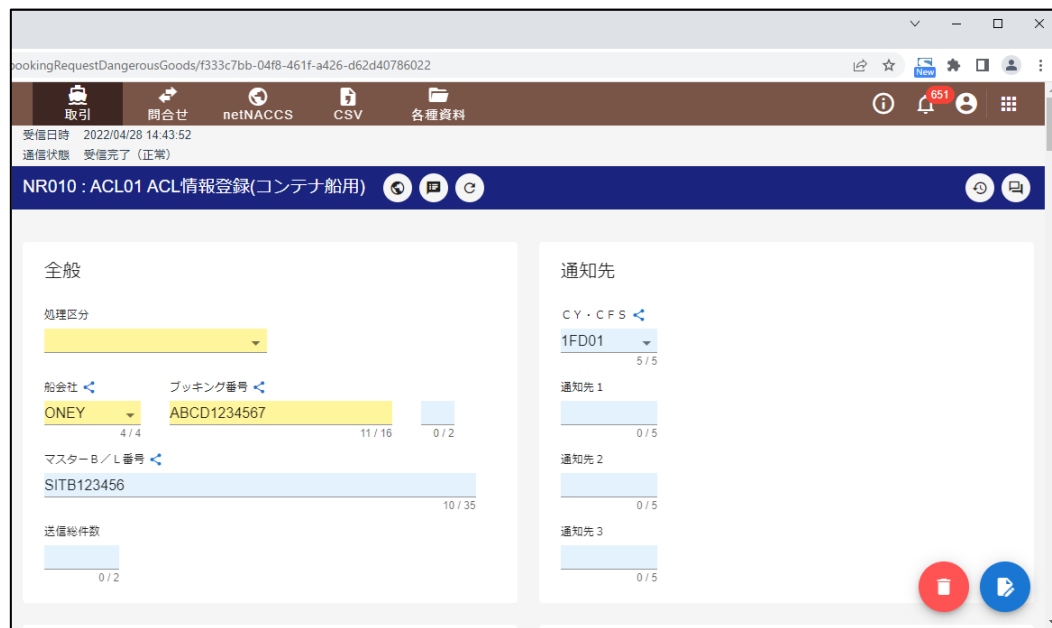 ookingRequestDangerousGoods/f333c7bb-04f8-461f-a426-d62d40786022
New
取引 問合せ netNACCS CSV 各種資料
651
受信日時 2022/04/28 14:43:52
通信状態 受信完了（正常）
NR010 : ACL01 ACL情報登録(コンテナ船用)
全般
処理区分
船会社 ブッキング番号
ONEY ABCD1234567
4 / 4 11 / 16 0 / 2
マスターＢ／Ｌ番号
SITB123456
10 / 35
送信総件数
0 / 2
通知先
ＣＹ・ＣＦＳ
1FD01
5 / 5
通知先１
0 / 5
通知先２
0 / 5
通知先３
0 / 5